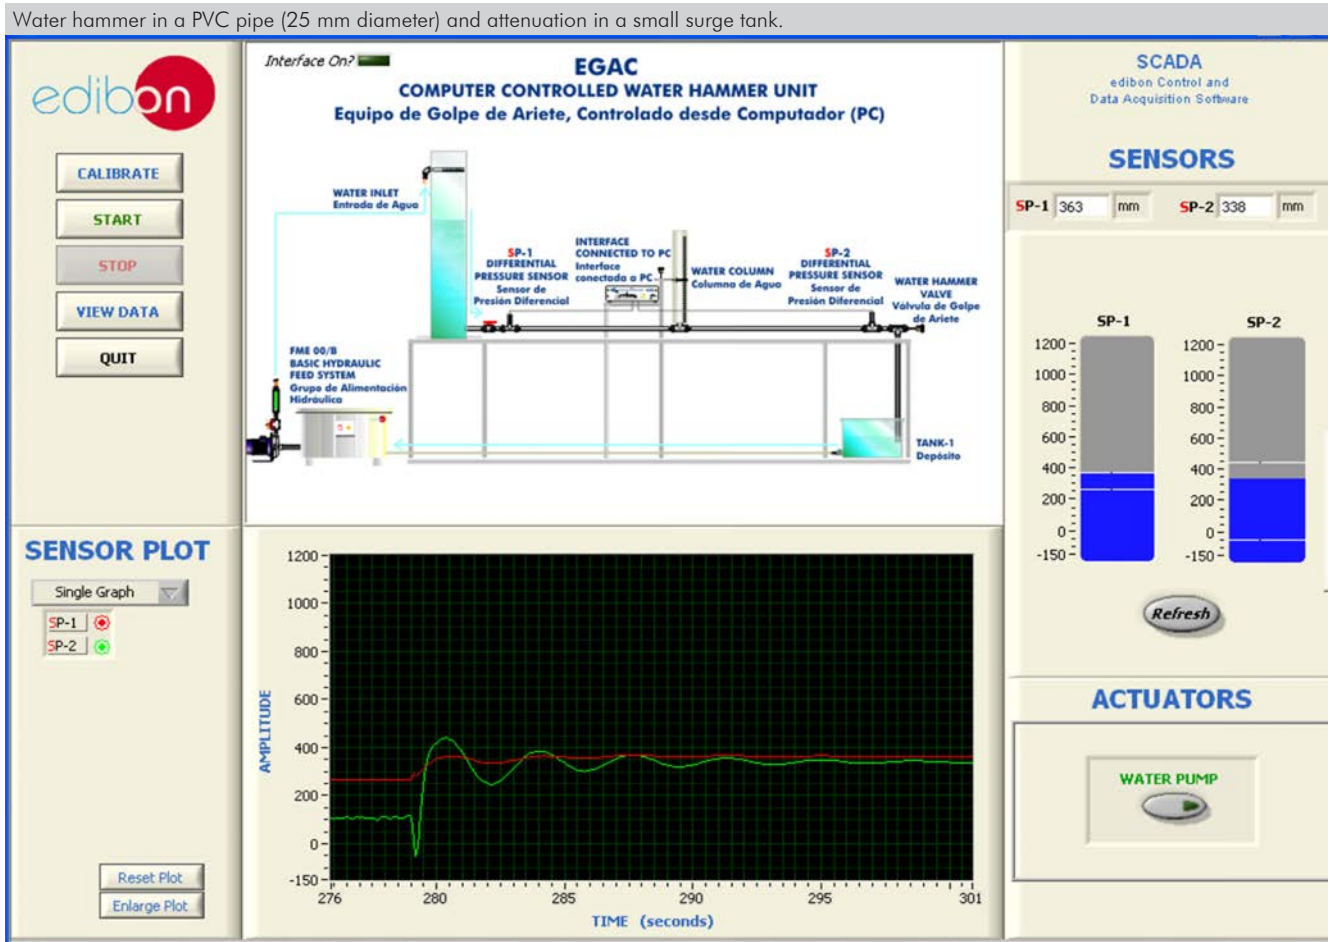 Water hammer in a PVC pipe (25 mm diameter) and attenuation in a small surge tank.
edibon
CALIBRATE
START
STOP
VIEW DATA
QUIT
Interface On?
EGAC
COMPUTER CONTROLLED WATER HAMMER UNIT
Equipo de Golpe de Ariete, Controlado desde Computador (PC)
WATER INLET
Entrada de Agua
SP-1
DIFFERENTIAL
PRESSURE SENSOR
Sensor de
Presión Diferencial
INTERFACE
CONNECTED TO PC
Interface
conectada a PC
WATER COLUMN
Columna de Agua
SP-2
DIFFERENTIAL
PRESSURE SENSOR
Sensor de
Presión Diferencial
WATER HAMMER
VALVE
Válvula de Golpe
de Ariete
FME 00/B
BASIC HYDRAULIC
FEED SYSTEM
Grupo de Alimentación
Hidráulica
TANK-1
Depósito
SCADA
edibon Control and
Data Acquisition Software
SENSORS
SP-1 363 mm SP-2 338 mm
SP-1 SP-2
1200 1200
1000 1000
800 800
600 600
400 400
200 200
0 0
-150 -150
Refresh
SENSOR PLOT
Single Graph
SP-1
SP-2
Reset Plot
Enlarge Plot
AMPLITUDE
1200
1000
800
600
400
200
0
-150
276 280 285 290 295 301
TIME (seconds)
ACTUATORS
WATER PUMP